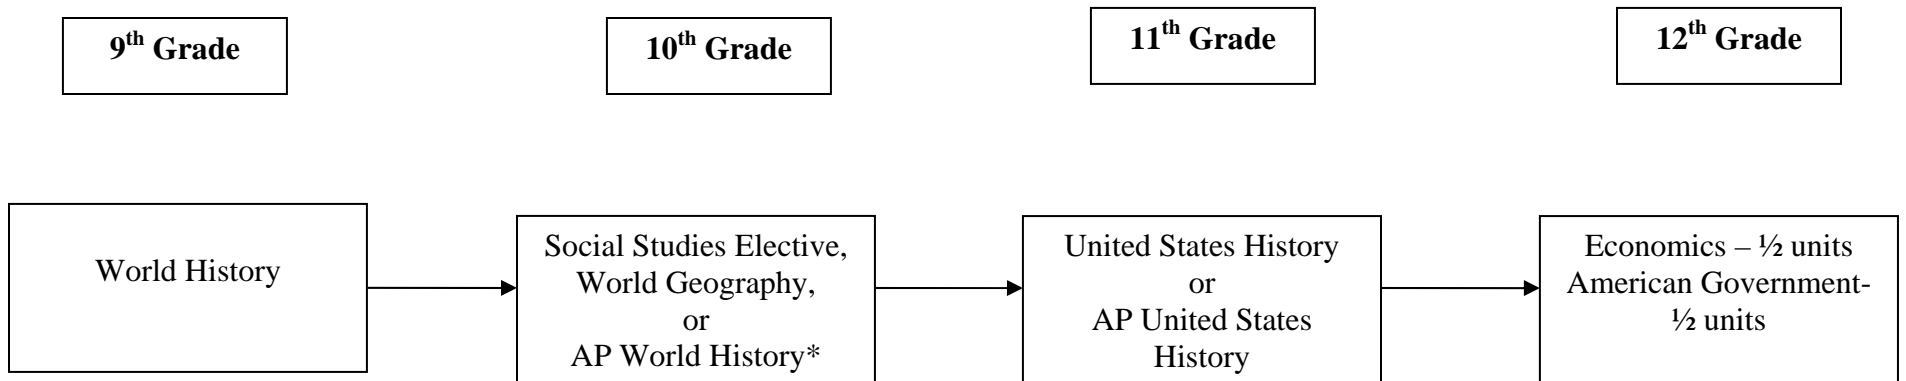 9th Grade
10th Grade
11th Grade
12th Grade
World History
Social Studies Elective,
World Geography,
or
AP World History*
United States History
or
AP United States
History
Economics – ½ units
American Government-
½ units